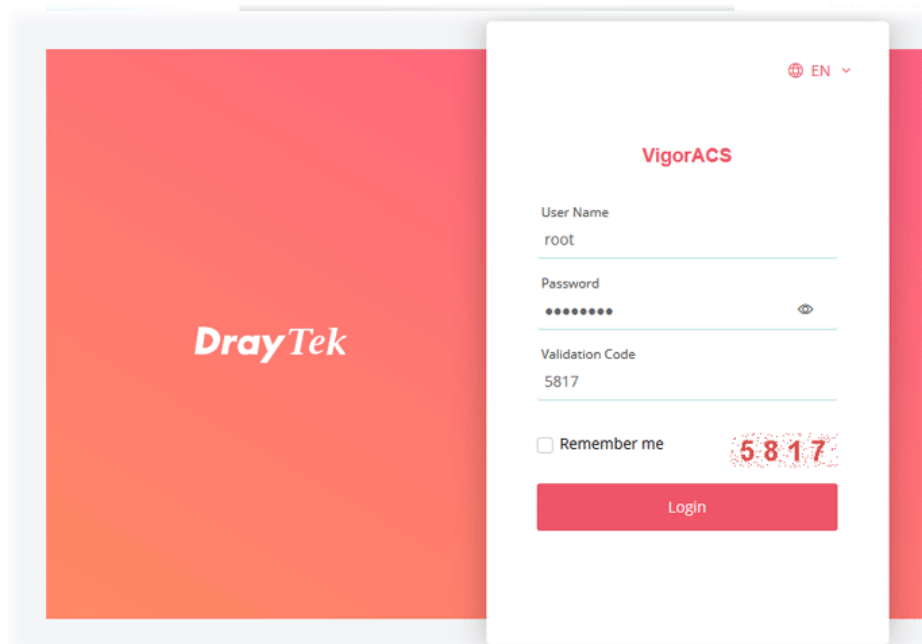 EN
VigorACS
User Name
root
Password
Validation Code
5817
Remember me
5817
Login
DrayTek